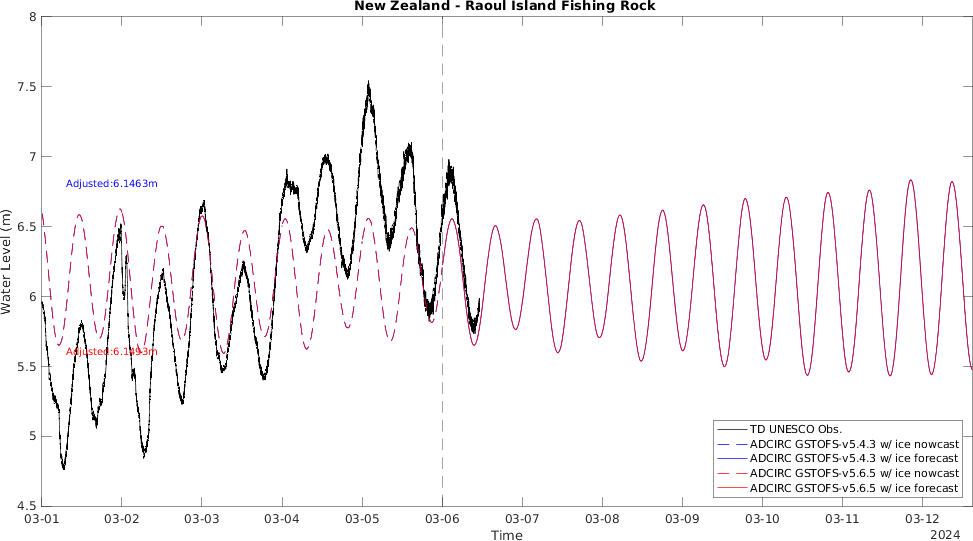 New Zealand - Raoul Island Fishing Rock
8
7.5
7
6.5
6
5.5
5
4.5
Water Level (m)
Adjusted:6.1463m
Adjusted:6.1493m
TD UNESCO Obs.
ADCIRC GSTOFS-v5.4.3 w/ ice nowcast
ADCIRC GSTOFS-v5.4.3 w/ ice forecast
ADCIRC GSTOFS-v5.6.5 w/ ice nowcast
ADCIRC GSTOFS-v5.6.5 w/ ice forecast
03-01 03-02 03-03 03-04 03-05 03-06 03-07 03-08 03-09 03-10 03-11 03-12
Time
2024